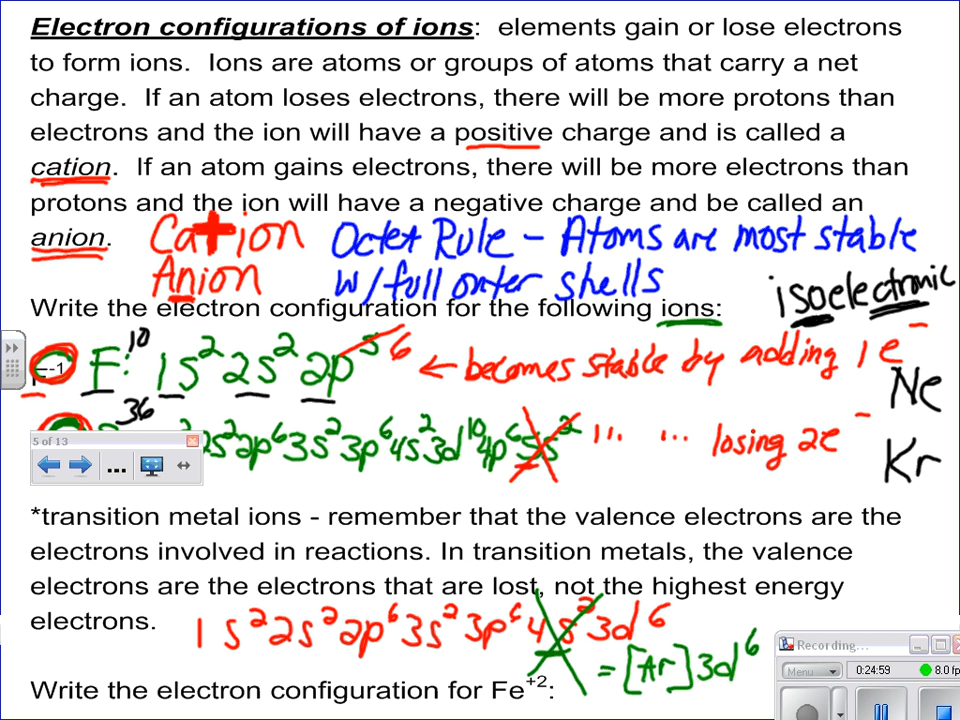 Electron configurations of ions: elements gain or lose electrons
to form ions. Ions are atoms or groups of atoms that carry a net
charge. If an atom loses electrons, there will be more protons than
electrons and the ion will have a positive charge and is called a
cation. If an atom gains electrons, there will be more electrons than
protons and the ion will have a negative charge and be called an
anion.
Cation
Anion
Octet Rule - Atoms are most stable
w/ full outer shells
Write the electron configuration for the following ions:
isoelectronic
F⁻¹ F: 1s² 2s² 2p⁵ 6 ← becomes stable by adding 1 e⁻
10
Ne
36
2s² 2p⁶ 3s² 3p⁶ 4s² 3d¹⁰ 4p⁶ 5s² "" "" losing 2e⁻
Kr
5 of 13
...
*transition metal ions - remember that the valence electrons are the
electrons involved in reactions. In transition metals, the valence
electrons are the electrons that are lost, not the highest energy
electrons.
1s² 2s² 2p⁶ 3s² 3p⁶ 4s² 3d⁶
= [Ar] 3d⁶
Write the electron configuration for Fe⁺²:
Recording...
Menu 0:24:59 8.0 fp